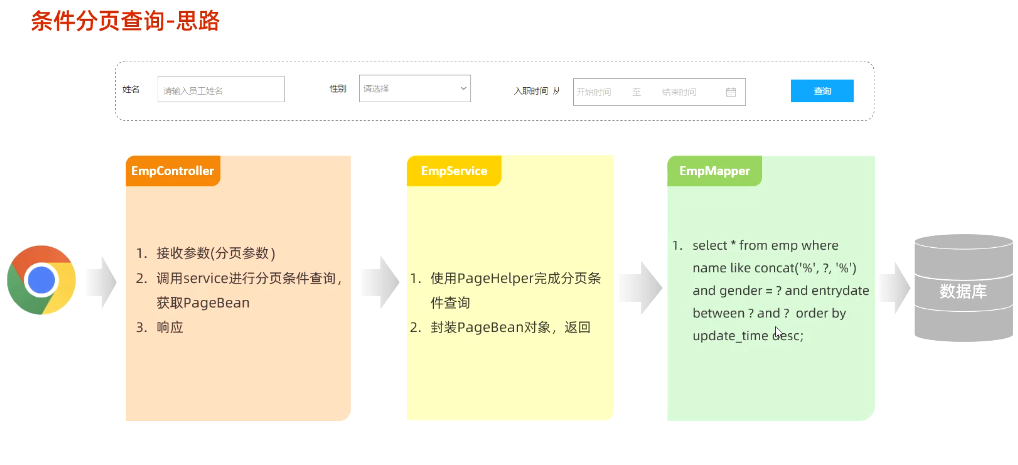 条件分页查询-思路
姓名 请输入员工姓名 性别 请选择 入职时间 从 开始时间 至 结束时间 查询
EmpController
1. 接收参数(分页参数)
2. 调用service进行分页条件查询，
获取PageBean
3. 响应
EmpService
1. 使用PageHelper完成分页条
件查询
2. 封装PageBean对象，返回
EmpMapper
1. select * from emp where
name like concat('%', ?, '%')
and gender = ? and entrydate
between ? and ? order by
update_time desc;
数据库